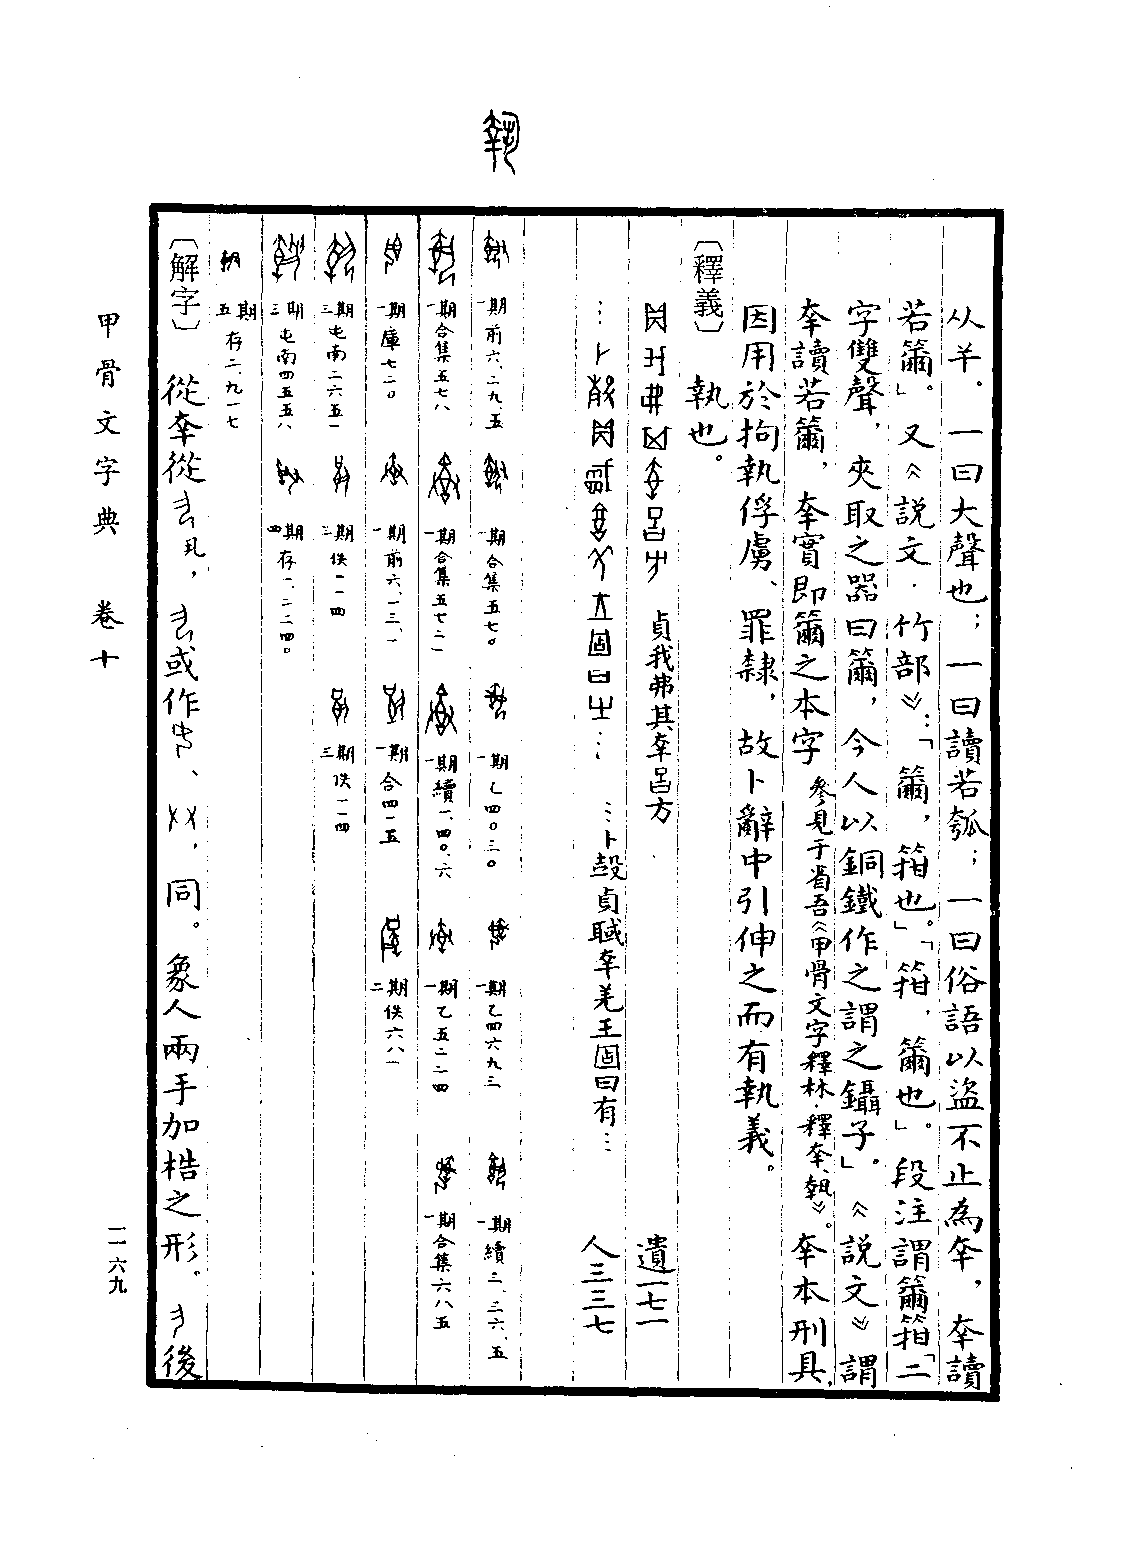 从𢆉。一曰大聲也；一曰讀若瓠；一曰俗語以盜不止為㚔，㚔讀
若籋。」又《說文·竹部》：「籋，箝也。」「箝，籋也。」段注謂籋箝「二
字雙聲，夾取之器曰籋，今人以銅鐵作之謂之鑷子」。《說文》謂
㚔讀若籋，㚔實即籋之本字 參見于省吾《甲骨文字釋林·釋㚔、執》。㚔本刑具，
因用於拘執俘虜、罪隸，故卜辭中引伸之而有執義。
〔釋義〕執也。
貞我弗其㚔𠮷方 遺一七一
…卜㱿貞㚔羌王固曰有… 人三三七
一期前六、二九、五 一期合集五七〇 一期乙四〇三〇 一期乙四六九三 一期續三、三六、五
一期合集五七八 一期合集五七二 一期續一、四〇、六 一期乙五二二四 一期合集六八五
一期庫七二〇 一期前六、一三、一 一期合四一五 二期佚六八一
三期屯南二六五一 三期佚一一四 三期佚一一四
三期屯南四五五八 四期存一、二二四〇
五期存二、九一七
〔解字〕從㚔從，或作、，同。象人兩手加梏之形。後
甲骨文字典 卷十
一一六九